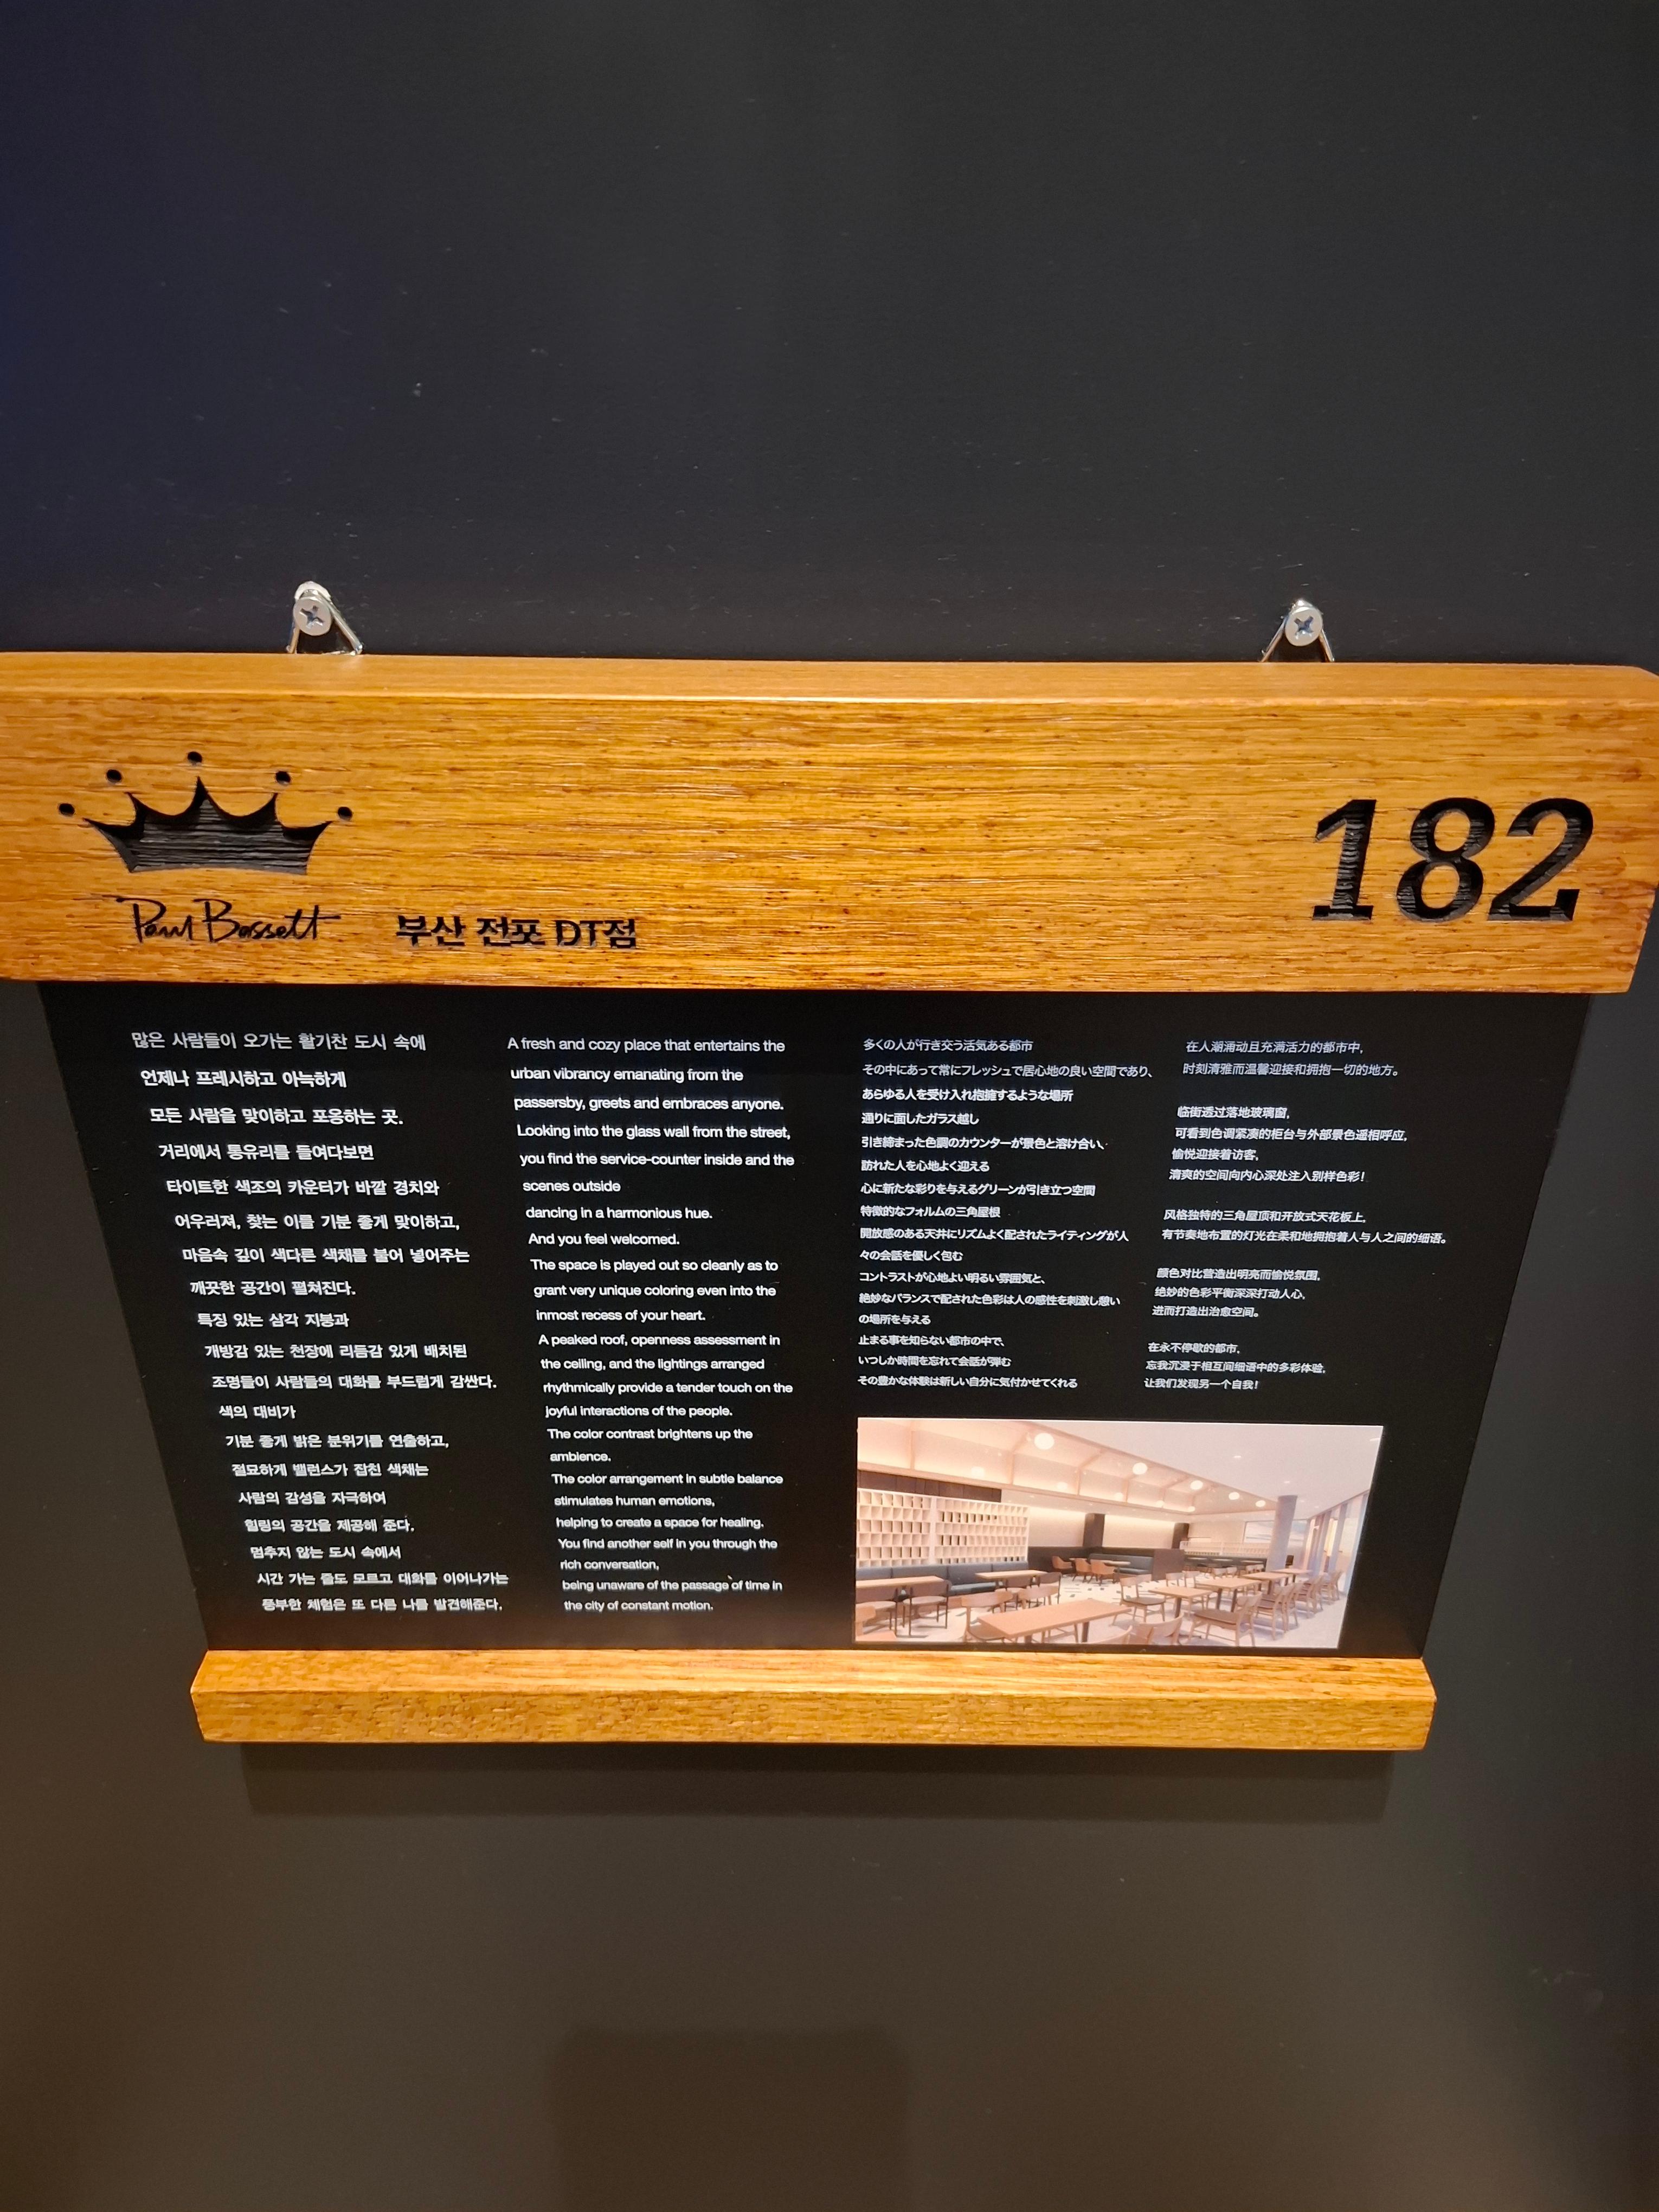 Paul Bassett
부산 전포 DT점
182
많은 사람들이 오가는 활기찬 도시 속에
언제나 프레시하고 아늑하게
모든 사람을 맞이하고 포옹하는 곳.
거리에서 통유리를 들여다보면
타이트한 색조의 카운터가 바깥 경치와
어우러져, 찾는 이를 기분 좋게 맞이하고,
마음속 깊이 색다른 색채를 불어 넣어주는
깨끗한 공간이 펼쳐진다.
특징 있는 삼각 지붕과
개방감 있는 천장에 리듬감 있게 배치된
조명들이 사람들의 대화를 부드럽게 감싼다.
색의 대비가
기분 좋게 밝은 분위기를 연출하고,
절묘하게 밸런스가 잡친 색채는
사람의 감성을 자극하여
힐링의 공간을 제공해 준다.
멈추지 않는 도시 속에서
시간 가는 줄도 모르고 대화를 이어나가는
풍부한 체험은 또 다른 나를 발견해준다.
A fresh and cozy place that entertains the
urban vibrancy emanating from the
passersby, greets and embraces anyone.
Looking into the glass wall from the street,
you find the service-counter inside and the
scenes outside
dancing in a harmonious hue.
And you feel welcomed.
The space is played out so cleanly as to
grant very unique coloring even into the
inmost recess of your heart.
A peaked roof, openness assessment in
the ceiling, and the lightings arranged
rhythmically provide a tender touch on the
joyful interactions of the people.
The color contrast brightens up the
ambience.
The color arrangement in subtle balance
stimulates human emotions,
helping to create a space for healing.
You find another self in you through the
rich conversation,
being unaware of the passage of time in
the city of constant motion.
多くの人が行き交う活気ある都市
その中にあって常にフレッシュで居心地の良い空間であり、
あらゆる人を受け入れ抱擁するような場所
通りに面したガラス越し
引き締まった色調のカウンターが景色と溶け合い、
訪れた人を心地よく迎える
心に新たな彩りを与えるグリーンが引き立つ空間
特徴的なフォルムの三角屋根
開放感のある天井にリズムよく配されたライティングが人
々の会話を優しく包む
コントラストが心地よい明るい雰囲気と、
絶妙なバランスで配された色彩は人の感性を刺激し憩い
の場所を与える
止まる事を知らない都市の中で、
いつしか時間を忘れて会話が弾む
その豊かな体験は新しい自分に気付かせてくれる
在人潮涌动且充满活力的都市中，
时刻清雅而温馨迎接和拥抱一切的地方。
临街透过落地玻璃窗，
可看到色调紧凑的柜台与外部景色遥相呼应，
愉悦迎接着访客，
清爽的空间向内心深处注入别样色彩！
风格独特的三角屋顶和开放式天花板上，
有节奏地布置的灯光在柔和地拥抱着人与人之间的细语。
颜色对比营造出明亮而愉悦氛围，
绝妙的色彩平衡深深打动人心，
进而打造出治愈空间。
在永不停歇的都市，
忘我沉浸于相互间细语中的多彩体验，
让我们发现另一个自我！